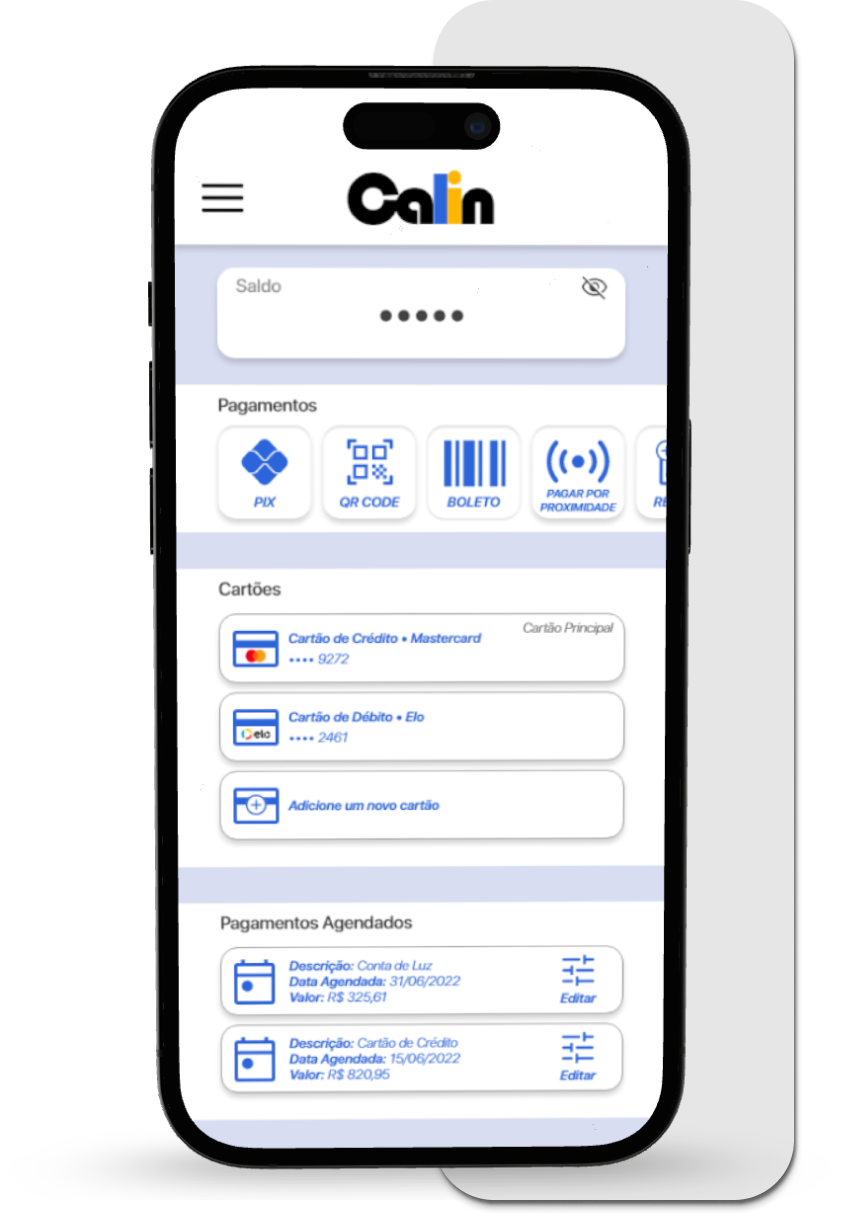 Calin
Saldo
•••••
Pagamentos
PIX
QR CODE
BOLETO
PAGAR POR
PROXIMIDADE
Cartões
Cartão Principal
Cartão de Crédito • Mastercard
•••• 9272
elo
Cartão de Débito • Elo
•••• 2461
Adicione um novo cartão
Pagamentos Agendados
Descrição: Conta de Luz
Data Agendada: 31/06/2022
Valor: R$ 325,61
Editar
Descrição: Cartão de Crédito
Data Agendada: 15/06/2022
Valor: R$ 820,95
Editar